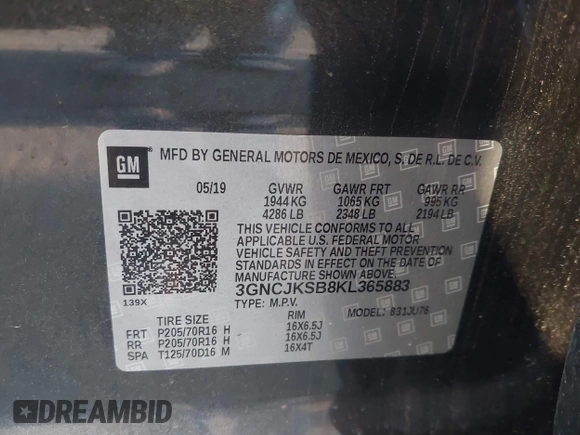 GM
MFD BY GENERAL MOTORS DE MEXICO, S. DE R.L. DE C.V.
05/19 GVWR GAWR FRT GAWR RR
1944 KG 1065 KG 995 KG
4286 LB 2348 LB 2194 LB
THIS VEHICLE CONFORMS TO ALL
APPLICABLE U.S. FEDERAL MOTOR
VEHICLE SAFETY AND THEFT PREVENTION
STANDARDS IN EFFECT ON THE DATE OF
MANUFACTURE SHOWN ABOVE.
139X
3GNCJKSB8KL365883
TYPE: M.P.V. MODEL: 831JU76
TIRE SIZE RIM
FRT P205/70R16 H 16X6.5J
RR P205/70R16 H 16X6.5J
SPA T125/70D16 M 16X4T
DREAMBID